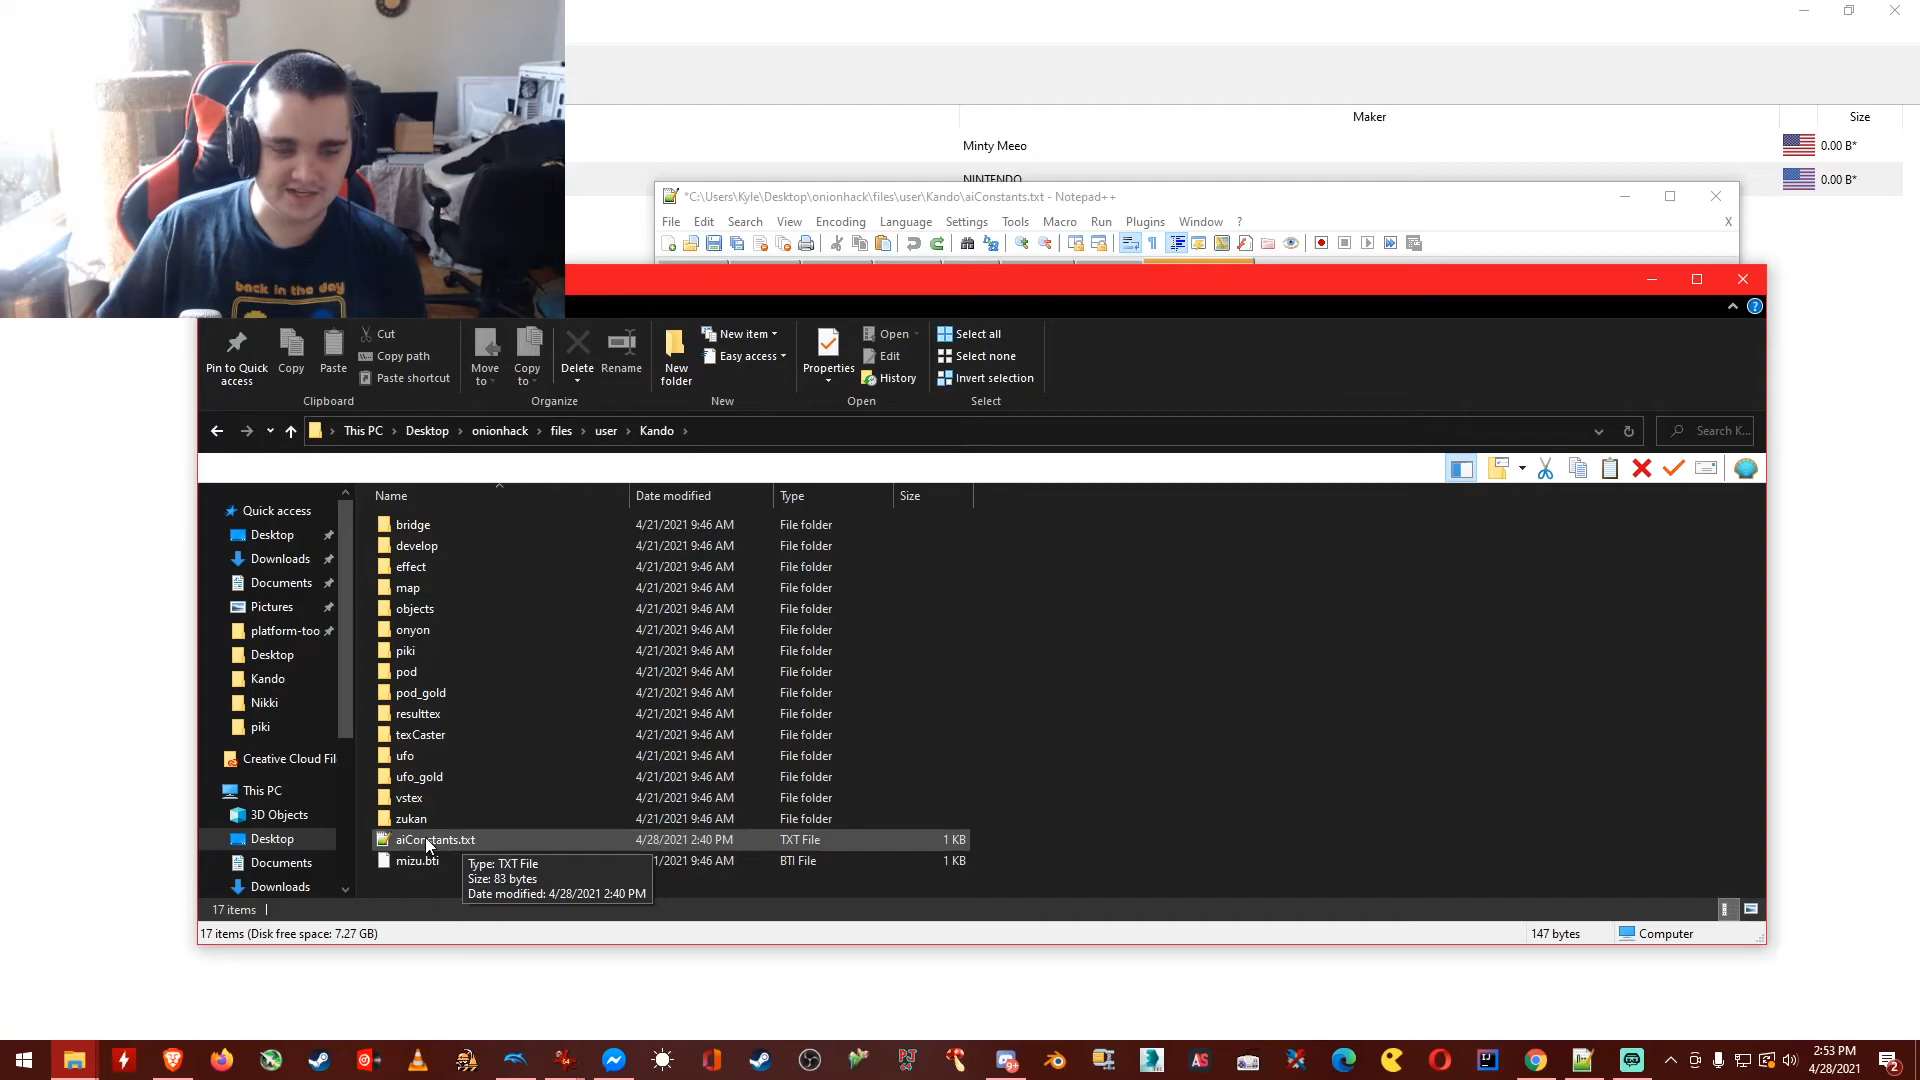 Maker
Size
Minty Meeo
0.00 B*
NINTENDO
0.00 B*
*C:\Users\Kyle\Desktop\onionhack\files\user\Kando\aiConstants.txt - Notepad++
File Edit Search View Encoding Language Settings Tools Macro Run Plugins Window ?
X
back in the day
Pin to Quick access
Copy
Paste
Cut
Copy path
Paste shortcut
Clipboard
Move to
Copy to
Delete
Rename
Organize
New folder
New item
Easy access
New
Properties
Open
Edit
History
Open
Select all
Select none
Invert selection
Select
This PC > Desktop > onionhack > files > user > Kando >
Search K...
Name Date modified Type Size
bridge 4/21/2021 9:46 AM File folder
develop 4/21/2021 9:46 AM File folder
effect 4/21/2021 9:46 AM File folder
map 4/21/2021 9:46 AM File folder
objects 4/21/2021 9:46 AM File folder
onyon 4/21/2021 9:46 AM File folder
piki 4/21/2021 9:46 AM File folder
pod 4/21/2021 9:46 AM File folder
pod_gold 4/21/2021 9:46 AM File folder
resulttex 4/21/2021 9:46 AM File folder
texCaster 4/21/2021 9:46 AM File folder
ufo 4/21/2021 9:46 AM File folder
ufo_gold 4/21/2021 9:46 AM File folder
vstex 4/21/2021 9:46 AM File folder
zukan 4/21/2021 9:46 AM File folder
aiConstants.txt 4/28/2021 2:40 PM TXT File 1 KB
mizu.bti 1/2021 9:46 AM BTI File 1 KB
Type: TXT File
Size: 83 bytes
Date modified: 4/28/2021 2:40 PM
Quick access
Desktop
Downloads
Documents
Pictures
platform-too
Desktop
Kando
Nikki
piki
Creative Cloud Fil
This PC
3D Objects
Desktop
Documents
Downloads
17 items
17 items (Disk free space: 7.27 GB)
147 bytes
Computer
2:53 PM
4/28/2021